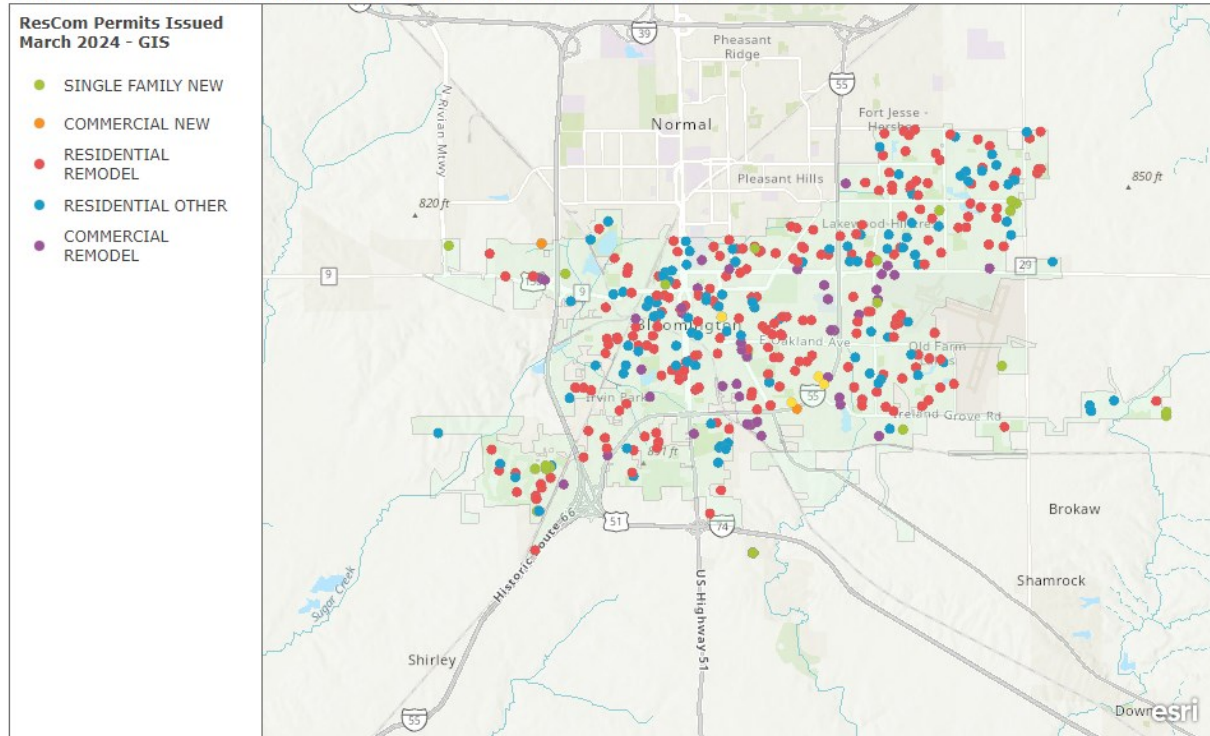 ResCom Permits Issued
March 2024 - GIS
SINGLE FAMILY NEW
COMMERCIAL NEW
RESIDENTIAL
REMODEL
RESIDENTIAL OTHER
COMMERCIAL
REMODEL
39
Pheasant
Ridge
55
N Rivian Mtwy
Normal
Fort Jesse -
Pleasant Hills
850 ft
820 ft
9
9
29
Bloomington
E Oakland Ave
Old Farm
Irvin Park
55
Ireland Grove Rd
51
74
Brokaw
Historic Route 66
Shamrock
Sugar Creek
US Highway 51
Shirley
55
esri